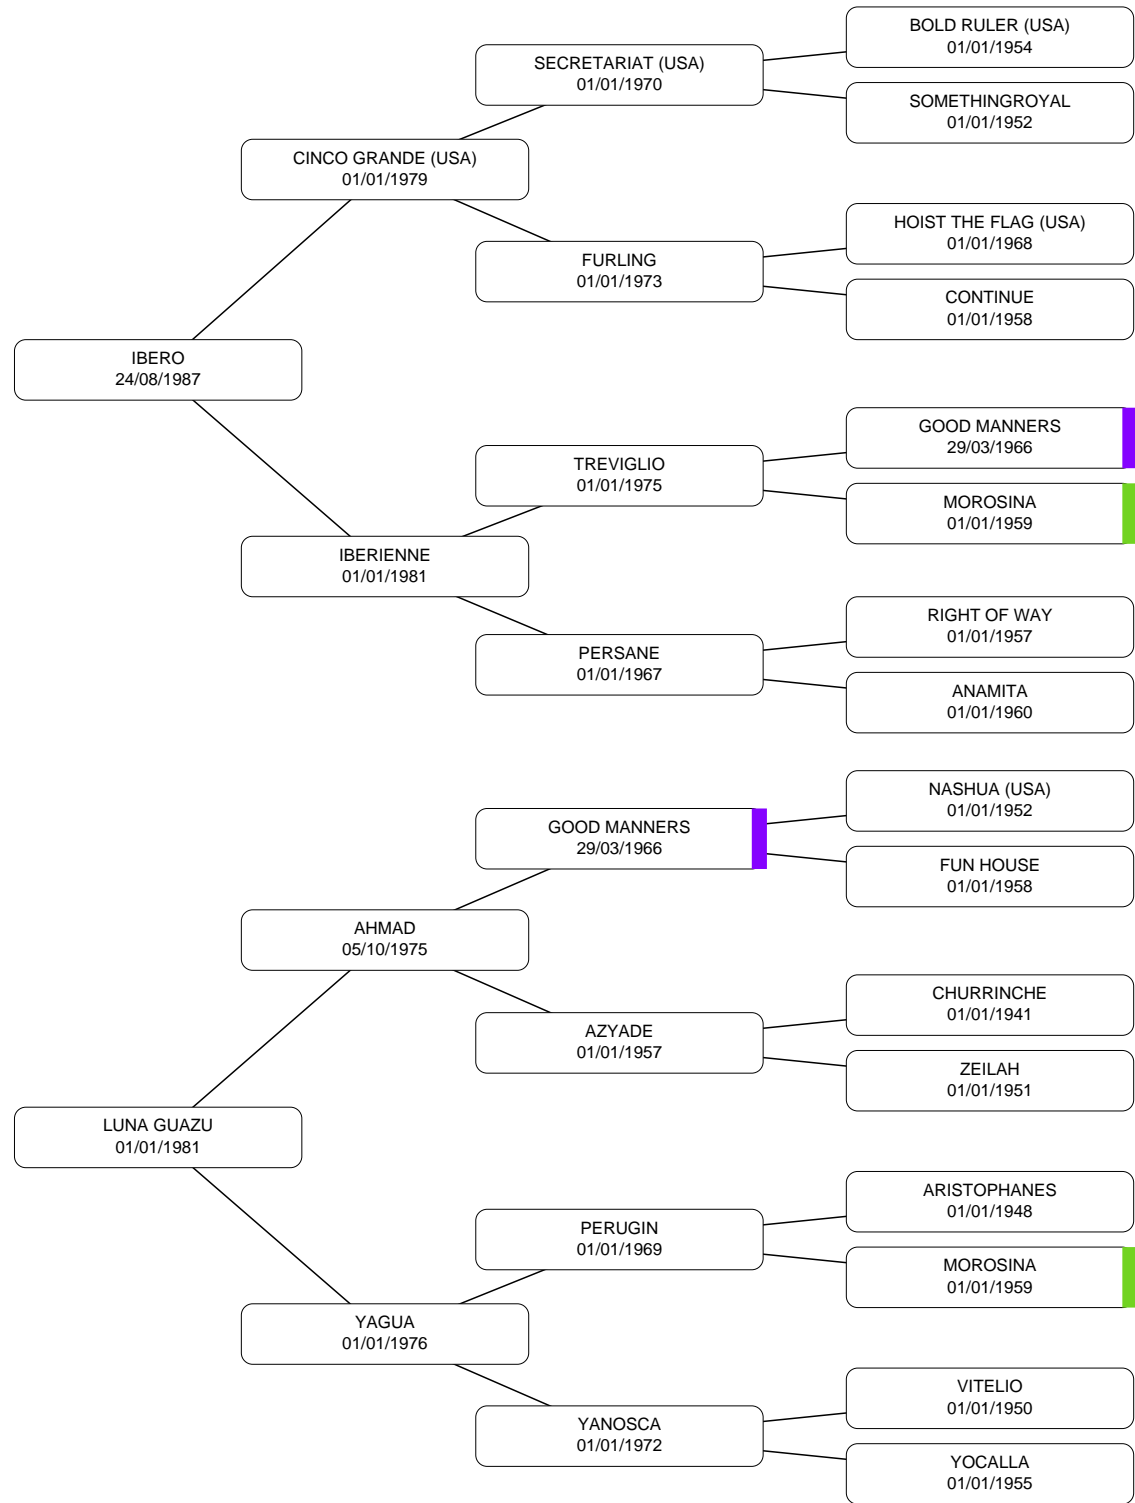 BOLD RULER (USA)
01/01/1954
SECRETARIAT (USA)
01/01/1970
SOMETHINGROYAL
01/01/1952
CINCO GRANDE (USA)
01/01/1979
HOIST THE FLAG (USA)
01/01/1968
FURLING
01/01/1973
CONTINUE
01/01/1958
IBERO
24/08/1987
GOOD MANNERS
29/03/1966
TREVIGLIO
01/01/1975
MOROSINA
01/01/1959
IBERIENNE
01/01/1981
RIGHT OF WAY
01/01/1957
PERSANE
01/01/1967
ANAMITA
01/01/1960
NASHUA (USA)
01/01/1952
GOOD MANNERS
29/03/1966
FUN HOUSE
01/01/1958
AHMAD
05/10/1975
CHURRINCHE
01/01/1941
AZYADE
01/01/1957
ZEILAH
01/01/1951
LUNA GUAZU
01/01/1981
ARISTOPHANES
01/01/1948
PERUGIN
01/01/1969
MOROSINA
01/01/1959
YAGUA
01/01/1976
VITELIO
01/01/1950
YANOSCA
01/01/1972
YOCALLA
01/01/1955